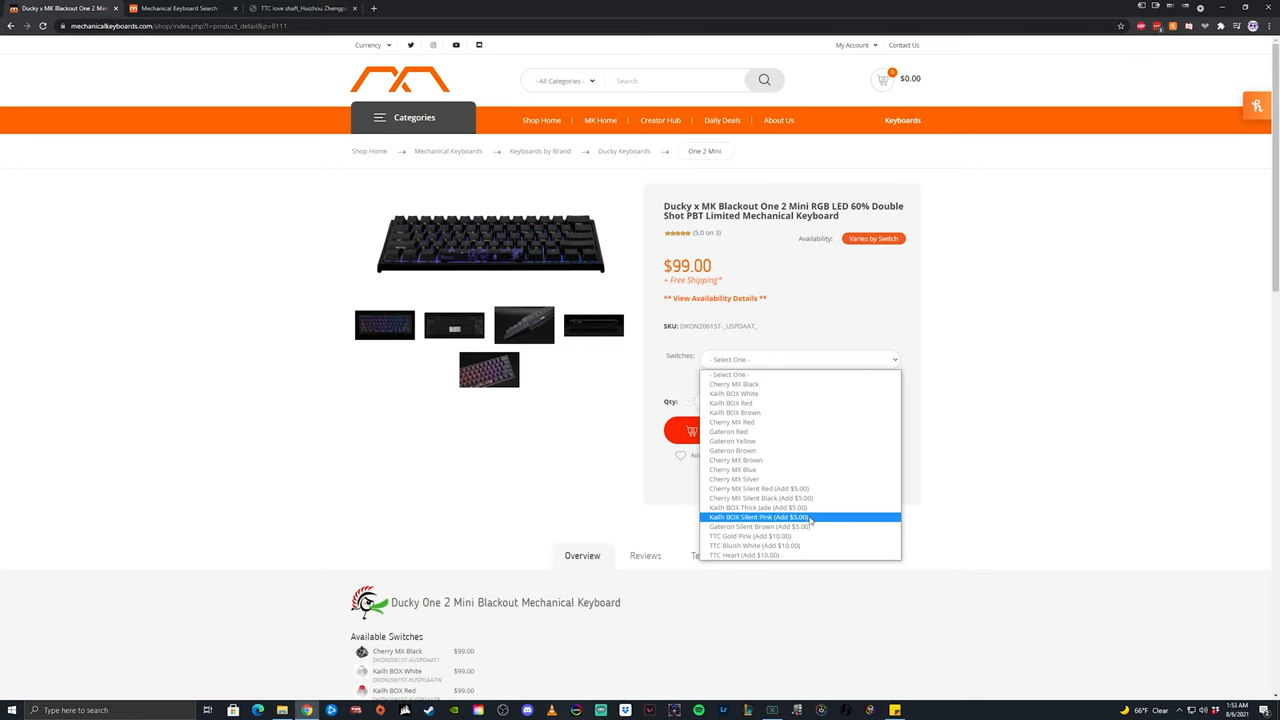 Ducky x MK Blackout One 2 Mini
Mechanical Keyboard Search
TTC love shaft_Huizhou Zhengpa
mechanicalkeyboards.com/shop/index.php?l=product_detail&p=8111
Currency
My Account
Contact Us
- All Categories -
Search
0
$0.00
Categories
Shop Home
MK Home
Creator Hub
Daily Deals
About Us
Keyboards
Shop Home
Mechanical Keyboards
Keyboards by Brand
Ducky Keyboards
One 2 Mini
Ducky x MK Blackout One 2 Mini RGB LED 60% Double
Shot PBT Limited Mechanical Keyboard
(5.0 on 3)
Availability:
Varies by Switch
$99.00
+ Free Shipping*
** View Availability Details **
SKU: DKON2061ST-_USPDAAT_
Switches:
- Select One -
- Select One -
Cherry MX Black
Kailh BOX White
Kailh BOX Red
Kailh BOX Brown
Cherry MX Red
Gateron Red
Gateron Yellow
Gateron Brown
Cherry MX Brown
Cherry MX Blue
Cherry MX Silver
Cherry MX Silent Red (Add $5.00)
Cherry MX Silent Black (Add $5.00)
Kailh BOX Thick Jade (Add $5.00)
Kailh BOX Silent Pink (Add $5.00)
Gateron Silent Brown (Add $5.00)
TTC Gold Pink (Add $10.00)
TTC Bluish White (Add $10.00)
TTC Heart (Add $10.00)
Qty:
Overview
Reviews
Ducky One 2 Mini Blackout Mechanical Keyboard
Available Switches
Cherry MX Black
$99.00
DKON2061ST-AUSPDAAT1
Kailh BOX White
$99.00
DKON2061ST-KUSPDAATW
Kailh BOX Red
$99.00
Type here to search
66°F Clear
1:53 AM
8/6/2021